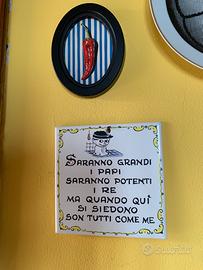 SARANNO GRANDI
I PAPI
SARANNO POTENTI
I RE
MA QUANDO QUÌ
SI SIEDONO
SON TUTTI COME ME